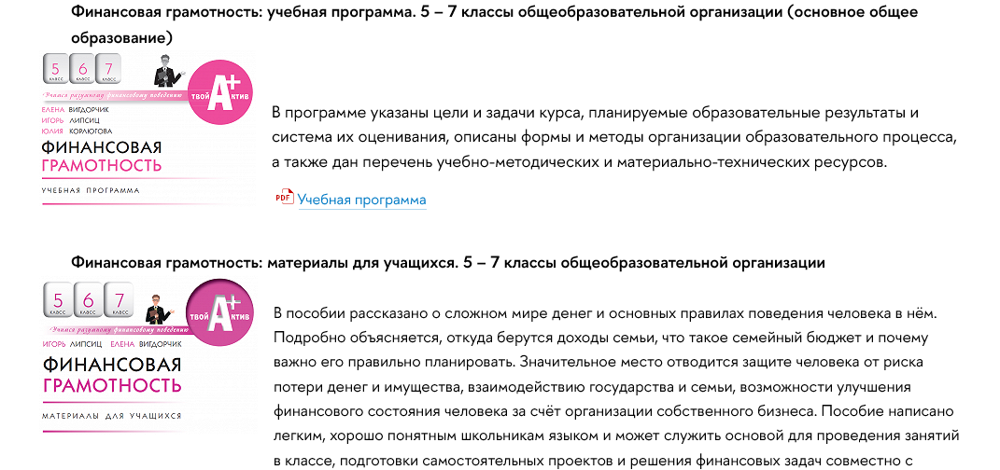 Финансовая грамотность: учебная программа. 5 – 7 классы общеобразовательной организации (основное общее
образование)
5 6 7
класс класс класс
«Учимся разумному финансовому поведению
ТВОЙ А+ КТИВ
ЕЛЕНА ВИГДОРЧИК
ИГОРЬ ЛИПСИЦ
ЮЛИЯ КОРЛЮГОВА
ФИНАНСОВАЯ
ГРАМОТНОСТЬ
УЧЕБНАЯ ПРОГРАММА
В программе указаны цели и задачи курса, планируемые образовательные результаты и
система их оценивания, описаны формы и методы организации образовательного процесса,
а также дан перечень учебно-методических и материально-технических ресурсов.
PDF Учебная программа
Финансовая грамотность: материалы для учащихся. 5 – 7 классы общеобразовательной организации
5 6 7
класс класс класс
«Учимся разумному финансовому поведению
ТВОЙ А+ КТИВ
ИГОРЬ ЛИПСИЦ ЕЛЕНА ВИГДОРЧИК
ФИНАНСОВАЯ
ГРАМОТНОСТЬ
МАТЕРИАЛЫ ДЛЯ УЧАЩИХСЯ
В пособии рассказано о сложном мире денег и основных правилах поведения человека в нём.
Подробно объясняется, откуда берутся доходы семьи, что такое семейный бюджет и почему
важно его правильно планировать. Значительное место отводится защите человека от риска
потери денег и имущества, взаимодействию государства и семьи, возможности улучшения
финансового состояния человека за счёт организации собственного бизнеса. Пособие написано
легким, хорошо понятным школьникам языком и может служить основой для проведения занятий
в классе, подготовки самостоятельных проектов и решения финансовых задач совместно с